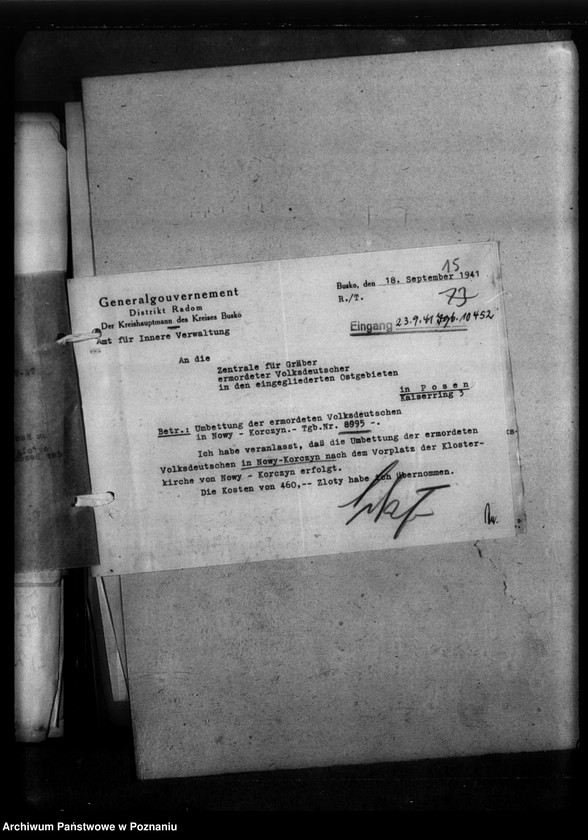 15
Generalgouvernement
Distrikt Radom
Der Kreishauptmann des Kreises Busko
Amt für Innere Verwaltung
Busko, den 18. September 1941
R./T.
73
Eingang 23.9.41 Tgb. 10452
An die
Zentrale für Gräber
ermordeter Volksdeutscher
in den eingegliederten Ostgebieten
in Posen
Kaiserring 3
Betr.: Umbettung der ermordeten Volksdeutschen
in Nowy - Korczyn.- Tgb.Nr. 8095 -.
Ich habe veranlasst, daß die Umbettung der ermordeten
Volksdeutschen in Nowy-Korczyn nach dem Vorplatz der Kloster-
kirche von Nowy - Korczyn erfolgt.
Die Kosten von 460,-- Zloty habe ich übernommen.
Archiwum Państwowe w Poznaniu